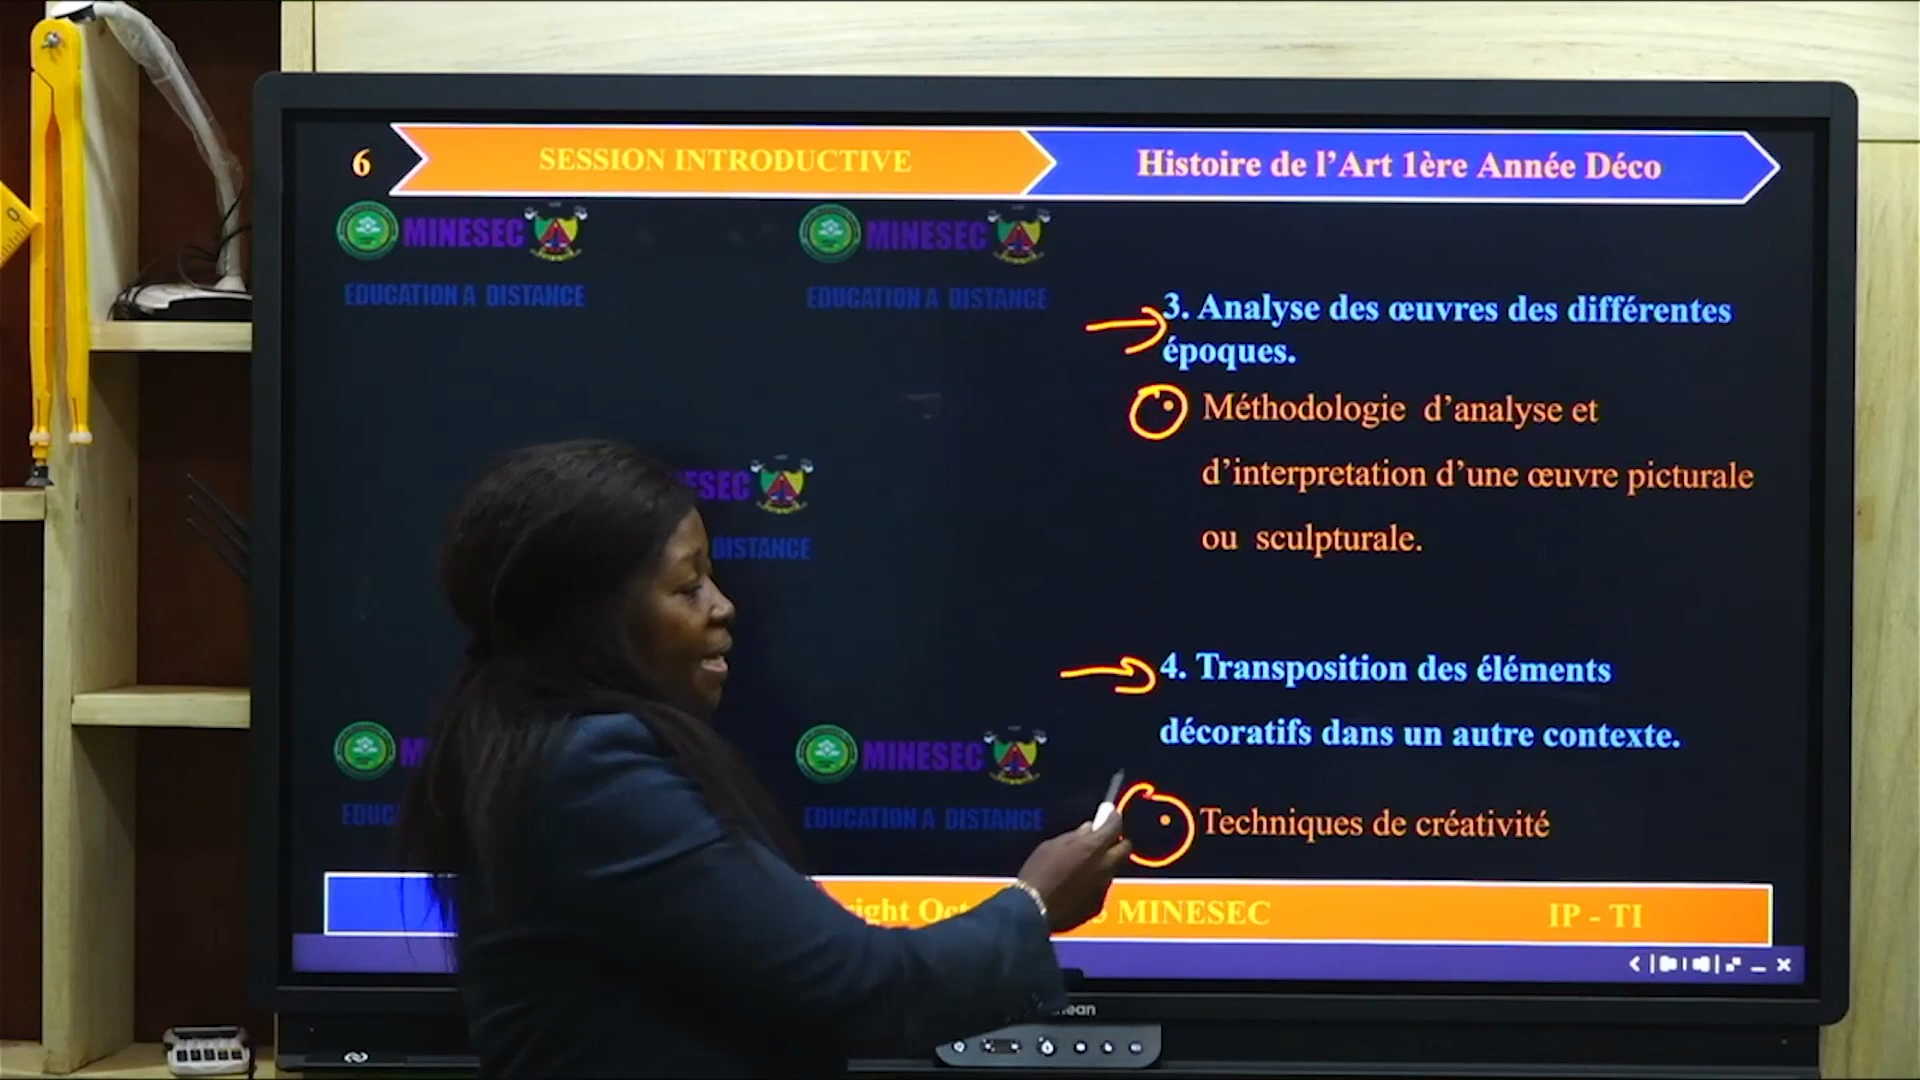 6
SESSION INTRODUCTIVE
Histoire de l’Art 1ère Année Déco
MINESEC
EDUCATION A DISTANCE
MINESEC
EDUCATION A DISTANCE
3. Analyse des œuvres des différentes
époques.
• Méthodologie d’analyse et
d’interpretation d’une œuvre picturale
ou sculpturale.
DISTANCE
4. Transposition des éléments
décoratifs dans un autre contexte.
MINESEC
EDUCATION A DISTANCE
• Techniques de créativité
MINESEC
IP - TI
0